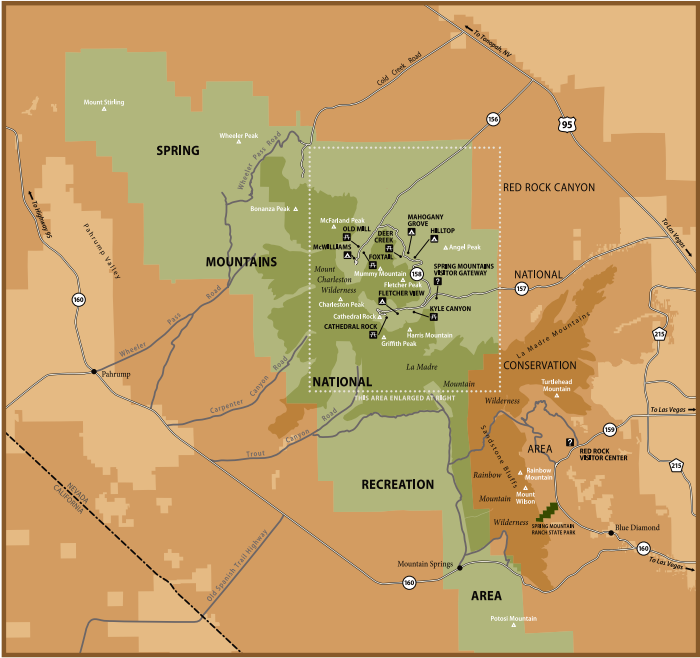 To Tonopah, NV
Cold Creek Road
Mount Stirling
156
95
Wheeler Peak
SPRING
Wheeler Pass Road
RED ROCK CANYON
To Highway 95
Bonanza Peak
McFarland Peak
MAHOGANY
GROVE
OLD MILL
DEER
CREEK
HILLTOP
To Las Vegas
Pahrump Valley
McWILLIAMS
FOXTAIL
Angel Peak
MOUNTAINS
Mount
Charleston
Wilderness
Mummy Mountain
158
SPRING MOUNTAINS
VISITOR GATEWAY
NATIONAL
Fletcher Peak
157
160
FLETCHER VIEW
Charleston Peak
KYLE CANYON
Cathedral Rock
CATHEDRAL ROCK
Harris Mountain
Griffith Peak
La Madre Mountains
215
Wheeler Pass Road
Pahrump
La Madre
Mountain
Wilderness
CONSERVATION
NATIONAL
Turtlehead
Mountain
THIS AREA ENLARGED AT RIGHT
Carpenter Canyon Road
To Las Vegas
159
Trout Canyon Road
Sandstone Bluffs
AREA
RED ROCK
VISITOR CENTER
215
RECREATION
Rainbow
Mountain
Wilderness
Rainbow
Mountain
Mount
Wilson
NEVADA
CALIFORNIA
SPRING MOUNTAIN
RANCH STATE PARK
Blue Diamond
160
To Las Vegas
Old Spanish Trail Highway
Mountain Springs
160
AREA
Potosi Mountain